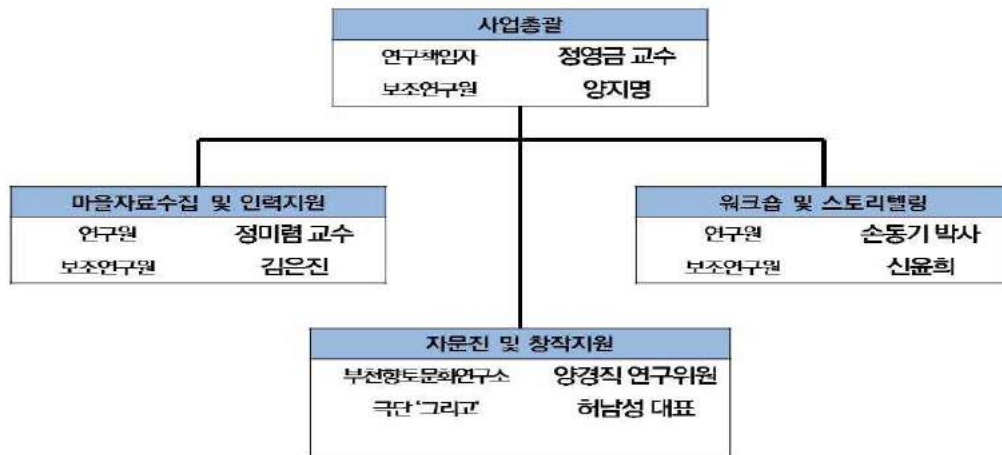 사업총괄
연구책임자 정영금 교수
보조연구원 양지명
마을자료수집 및 인력지원
연구원 정미렴 교수
보조연구원 김은진
워크숍 및 스토리텔링
연구원 손동기 박사
보조연구원 신윤희
자문진 및 창작지원
부천향토문화연구소 양경직 연구위원
극단 '그리고' 허남성 대표